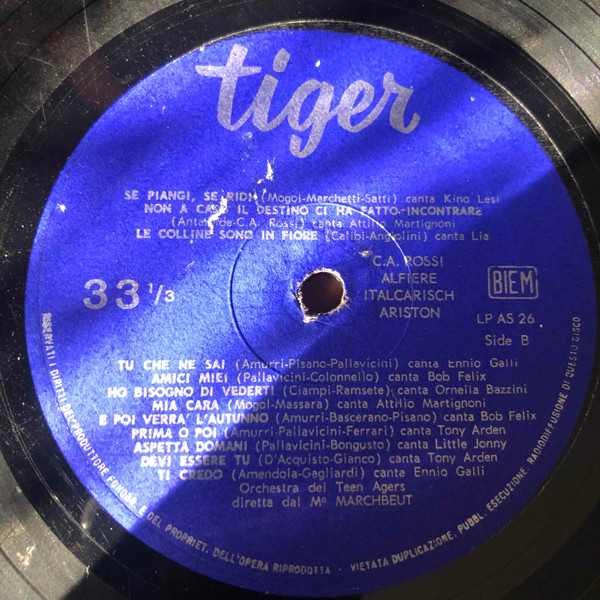 tiger
SE PIANGI, SE RIDI (Mogol-Marchetti-Satti) canta Kino Lesi
NON A CASO IL DESTINO CI HA FATTO INCONTRARE
C.A. Rossi) canta Attilio Martignoni
LE COLLINE SONO IN FIORE (Calibi-Angiolini) canta Lia
33 1/3
C.A. ROSSI
ALFIERE
ITALCARISCH
ARISTON
BIEM
LP AS 26
Side B
TU CHE NE SAI (Amurri-Pisano-Pallavicini) canta Ennio Galli
AMICI MIEI (Pallavicini-Colonnello) canta Bob Felix
HO BISOGNO DI VEDERTI (Ciampi-Ramsete) canta Ornella Bazzini
MIA CARA (Mogol-Massara) canta Attilio Martignoni
E POI VERRA' L'AUTUNNO (Amurri-Bascerano-Pisano) canta Bob Felix
PRIMA O POI (Amurri-Pallavicini-Ferrari) canta Tony Arden
ASPETTA DOMANI (Pallavicini-Bongusto) canta Little Jonny
DEVI ESSERE TU (D'Acquisto-Gianco) canta Tony Arden
TI CREDO (Amendola-Gagliardi) canta Ennio Galli
Orchestra dei Teen Agers
diretta dal Mº MARCHBEUT
RISERVATI I DIRITTI DEL PRODUTTORE FONOGR. E DEL PROPRIET. DELL'OPERA RIPRODOTTA - VIETATA DUPLICAZIONE, PUBBL. ESECUZIONE, RADIODIFFUSIONE DI QUESTO DISCO